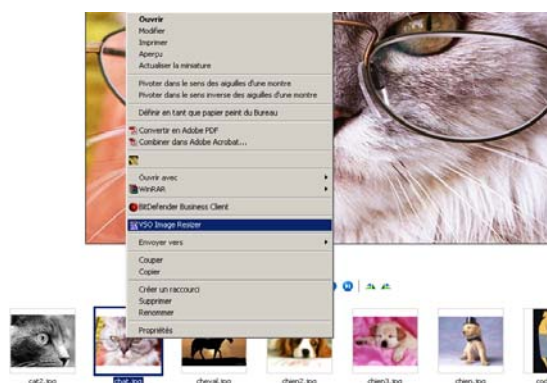 Ouvrir
Modifier
Imprimer
Aperçu
Actualiser la miniature
Pivoter dans le sens des aiguilles d'une montre
Pivoter dans le sens inverse des aiguilles d'une montre
Définir en tant que papier peint du Bureau
Convertir en Adobe PDF
Combiner dans Adobe Acrobat...
Ouvrir avec
WinRAR
BitDefender Business Client
VSO Image Resizer
Envoyer vers
Couper
Copier
Créer un raccourci
Supprimer
Renommer
Propriétés
cat2.jpg
chat.jpg
cheval.jpg
chien2.jpg
chien3.jpg
chien.jpg